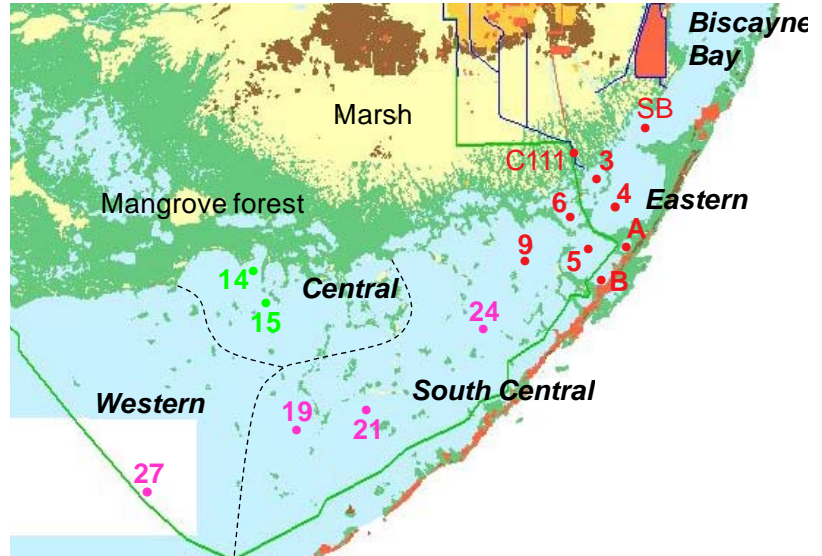 Biscayne
Bay
SB
Marsh
C111
3
Mangrove forest
4
Eastern
6
A
9
5
14
Central
B
15
24
Western
South Central
19
21
27